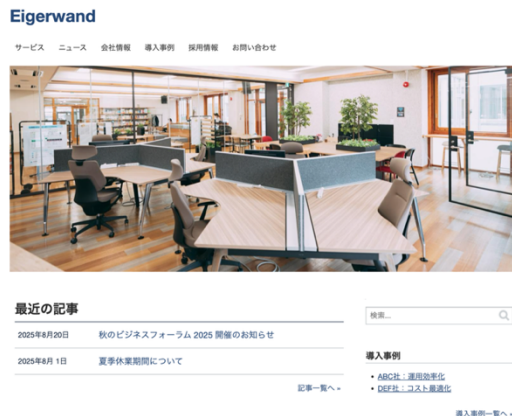 Eigerwand
サービス ニュース 会社情報 導入事例 採用情報 お問い合わせ
最近の記事
2025年8月20日 秋のビジネスフォーラム 2025 開催のお知らせ
2025年8月 1日 夏季休業期間について
記事一覧へ »
検索...
導入事例
ABC社：運用効率化
DEF社：コスト最適化
導入事例一覧へ »